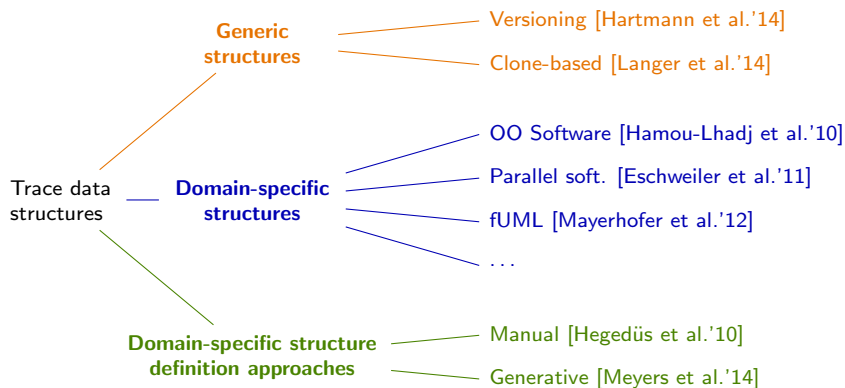 Trace data
structures
Generic
structures
Versioning [Hartmann et al.'14]
Clone-based [Langer et al.'14]
Domain-specific
structures
OO Software [Hamou-Lhadj et al.'10]
Parallel soft. [Eschweiler et al.'11]
fUML [Mayerhofer et al.'12]
. . .
Domain-specific structure
definition approaches
Manual [Hegedüs et al.'10]
Generative [Meyers et al.'14]